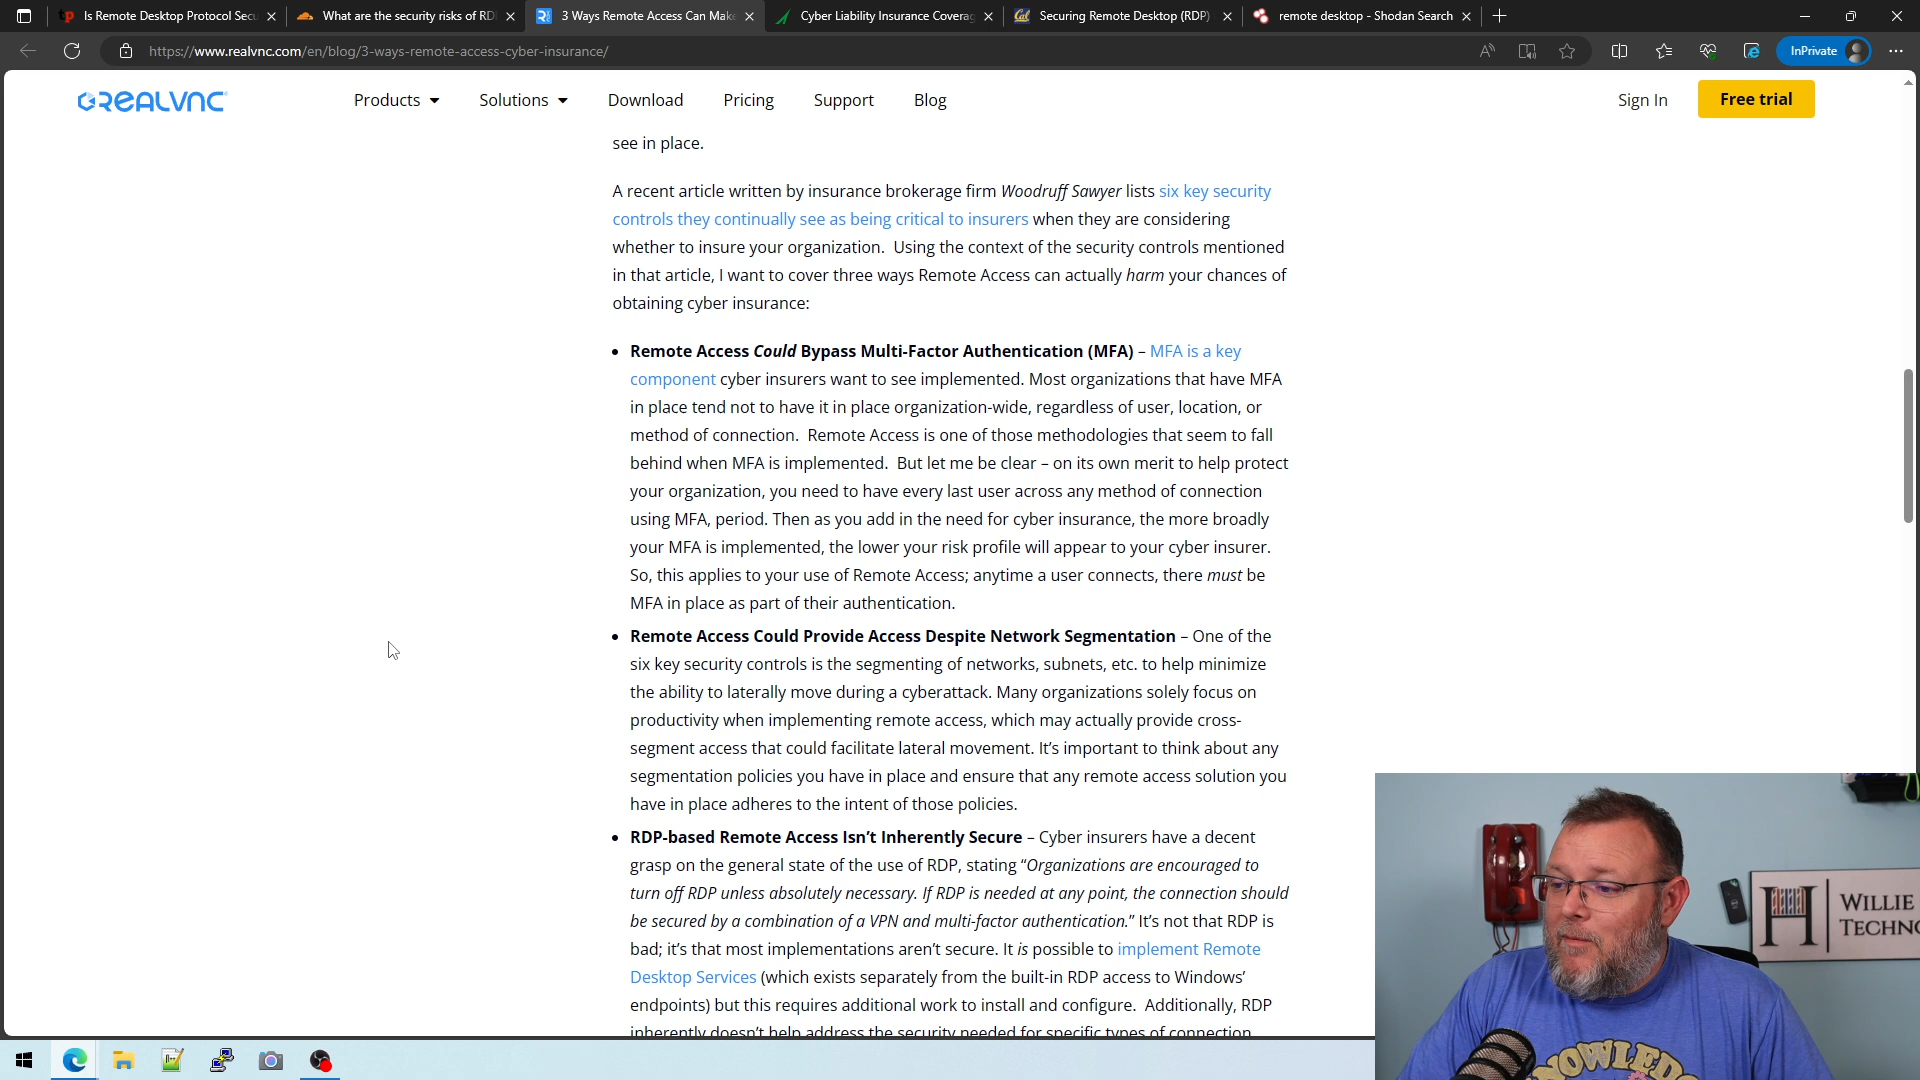 Is Remote Desktop Protocol Secu
What are the security risks of RD
3 Ways Remote Access Can Make
Cyber Liability Insurance Coverag
Securing Remote Desktop (RDP)
remote desktop - Shodan Search
https://www.realvnc.com/en/blog/3-ways-remote-access-cyber-insurance/
InPrivate
REALVNC
Products
Solutions
Download
Pricing
Support
Blog
Sign In
Free trial
see in place.
A recent article written by insurance brokerage firm Woodruff Sawyer lists six key security
controls they continually see as being critical to insurers when they are considering
whether to insure your organization. Using the context of the security controls mentioned
in that article, I want to cover three ways Remote Access can actually harm your chances of
obtaining cyber insurance:
• Remote Access Could Bypass Multi-Factor Authentication (MFA) – MFA is a key
component cyber insurers want to see implemented. Most organizations that have MFA
in place tend not to have it in place organization-wide, regardless of user, location, or
method of connection. Remote Access is one of those methodologies that seem to fall
behind when MFA is implemented. But let me be clear – on its own merit to help protect
your organization, you need to have every last user across any method of connection
using MFA, period. Then as you add in the need for cyber insurance, the more broadly
your MFA is implemented, the lower your risk profile will appear to your cyber insurer.
So, this applies to your use of Remote Access; anytime a user connects, there must be
MFA in place as part of their authentication.
• Remote Access Could Provide Access Despite Network Segmentation – One of the
six key security controls is the segmenting of networks, subnets, etc. to help minimize
the ability to laterally move during a cyberattack. Many organizations solely focus on
productivity when implementing remote access, which may actually provide cross-
segment access that could facilitate lateral movement. It's important to think about any
segmentation policies you have in place and ensure that any remote access solution you
have in place adheres to the intent of those policies.
• RDP-based Remote Access Isn't Inherently Secure – Cyber insurers have a decent
grasp on the general state of the use of RDP, stating "Organizations are encouraged to
turn off RDP unless absolutely necessary. If RDP is needed at any point, the connection should
be secured by a combination of a VPN and multi-factor authentication." It's not that RDP is
bad; it's that most implementations aren't secure. It is possible to implement Remote
Desktop Services (which exists separately from the built-in RDP access to Windows'
endpoints) but this requires additional work to install and configure. Additionally, RDP
inherently doesn't help address the security needed for specific types of connection
WILLIE
TECHNO
KNOWLEDG